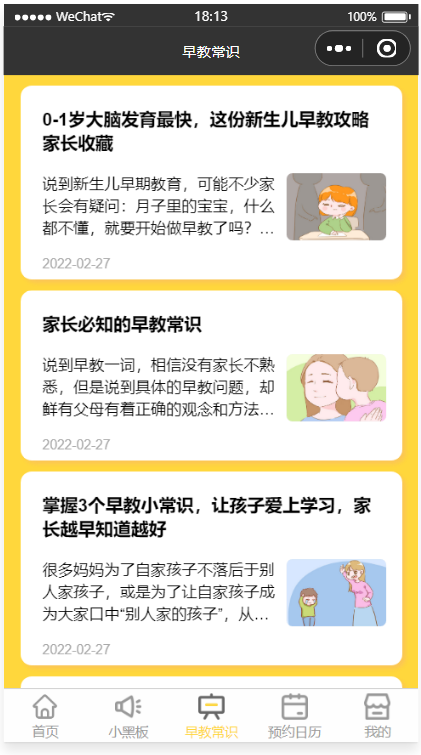 WeChat 18:13 100%
早教常识
0-1岁大脑发育最快，这份新生儿早教攻略
家长收藏
说到新生儿早期教育，可能不少家
长会有疑问：月子里的宝宝，什么
都不懂，就要开始做早教了吗？...
2022-02-27
家长必知的早教常识
说到早教一词，相信没有家长不熟
悉，但是说到具体的早教问题，却
鲜有父母有着正确的观念和方法...
2022-02-27
掌握3个早教小常识，让孩子爱上学习，家
长越早知道越好
很多妈妈为了自家孩子不落后于别
人家孩子，或是为了让自家孩子成
为大家口中“别人家的孩子”，从...
2022-02-27
首页 小黑板 早教常识 预约日历 我的